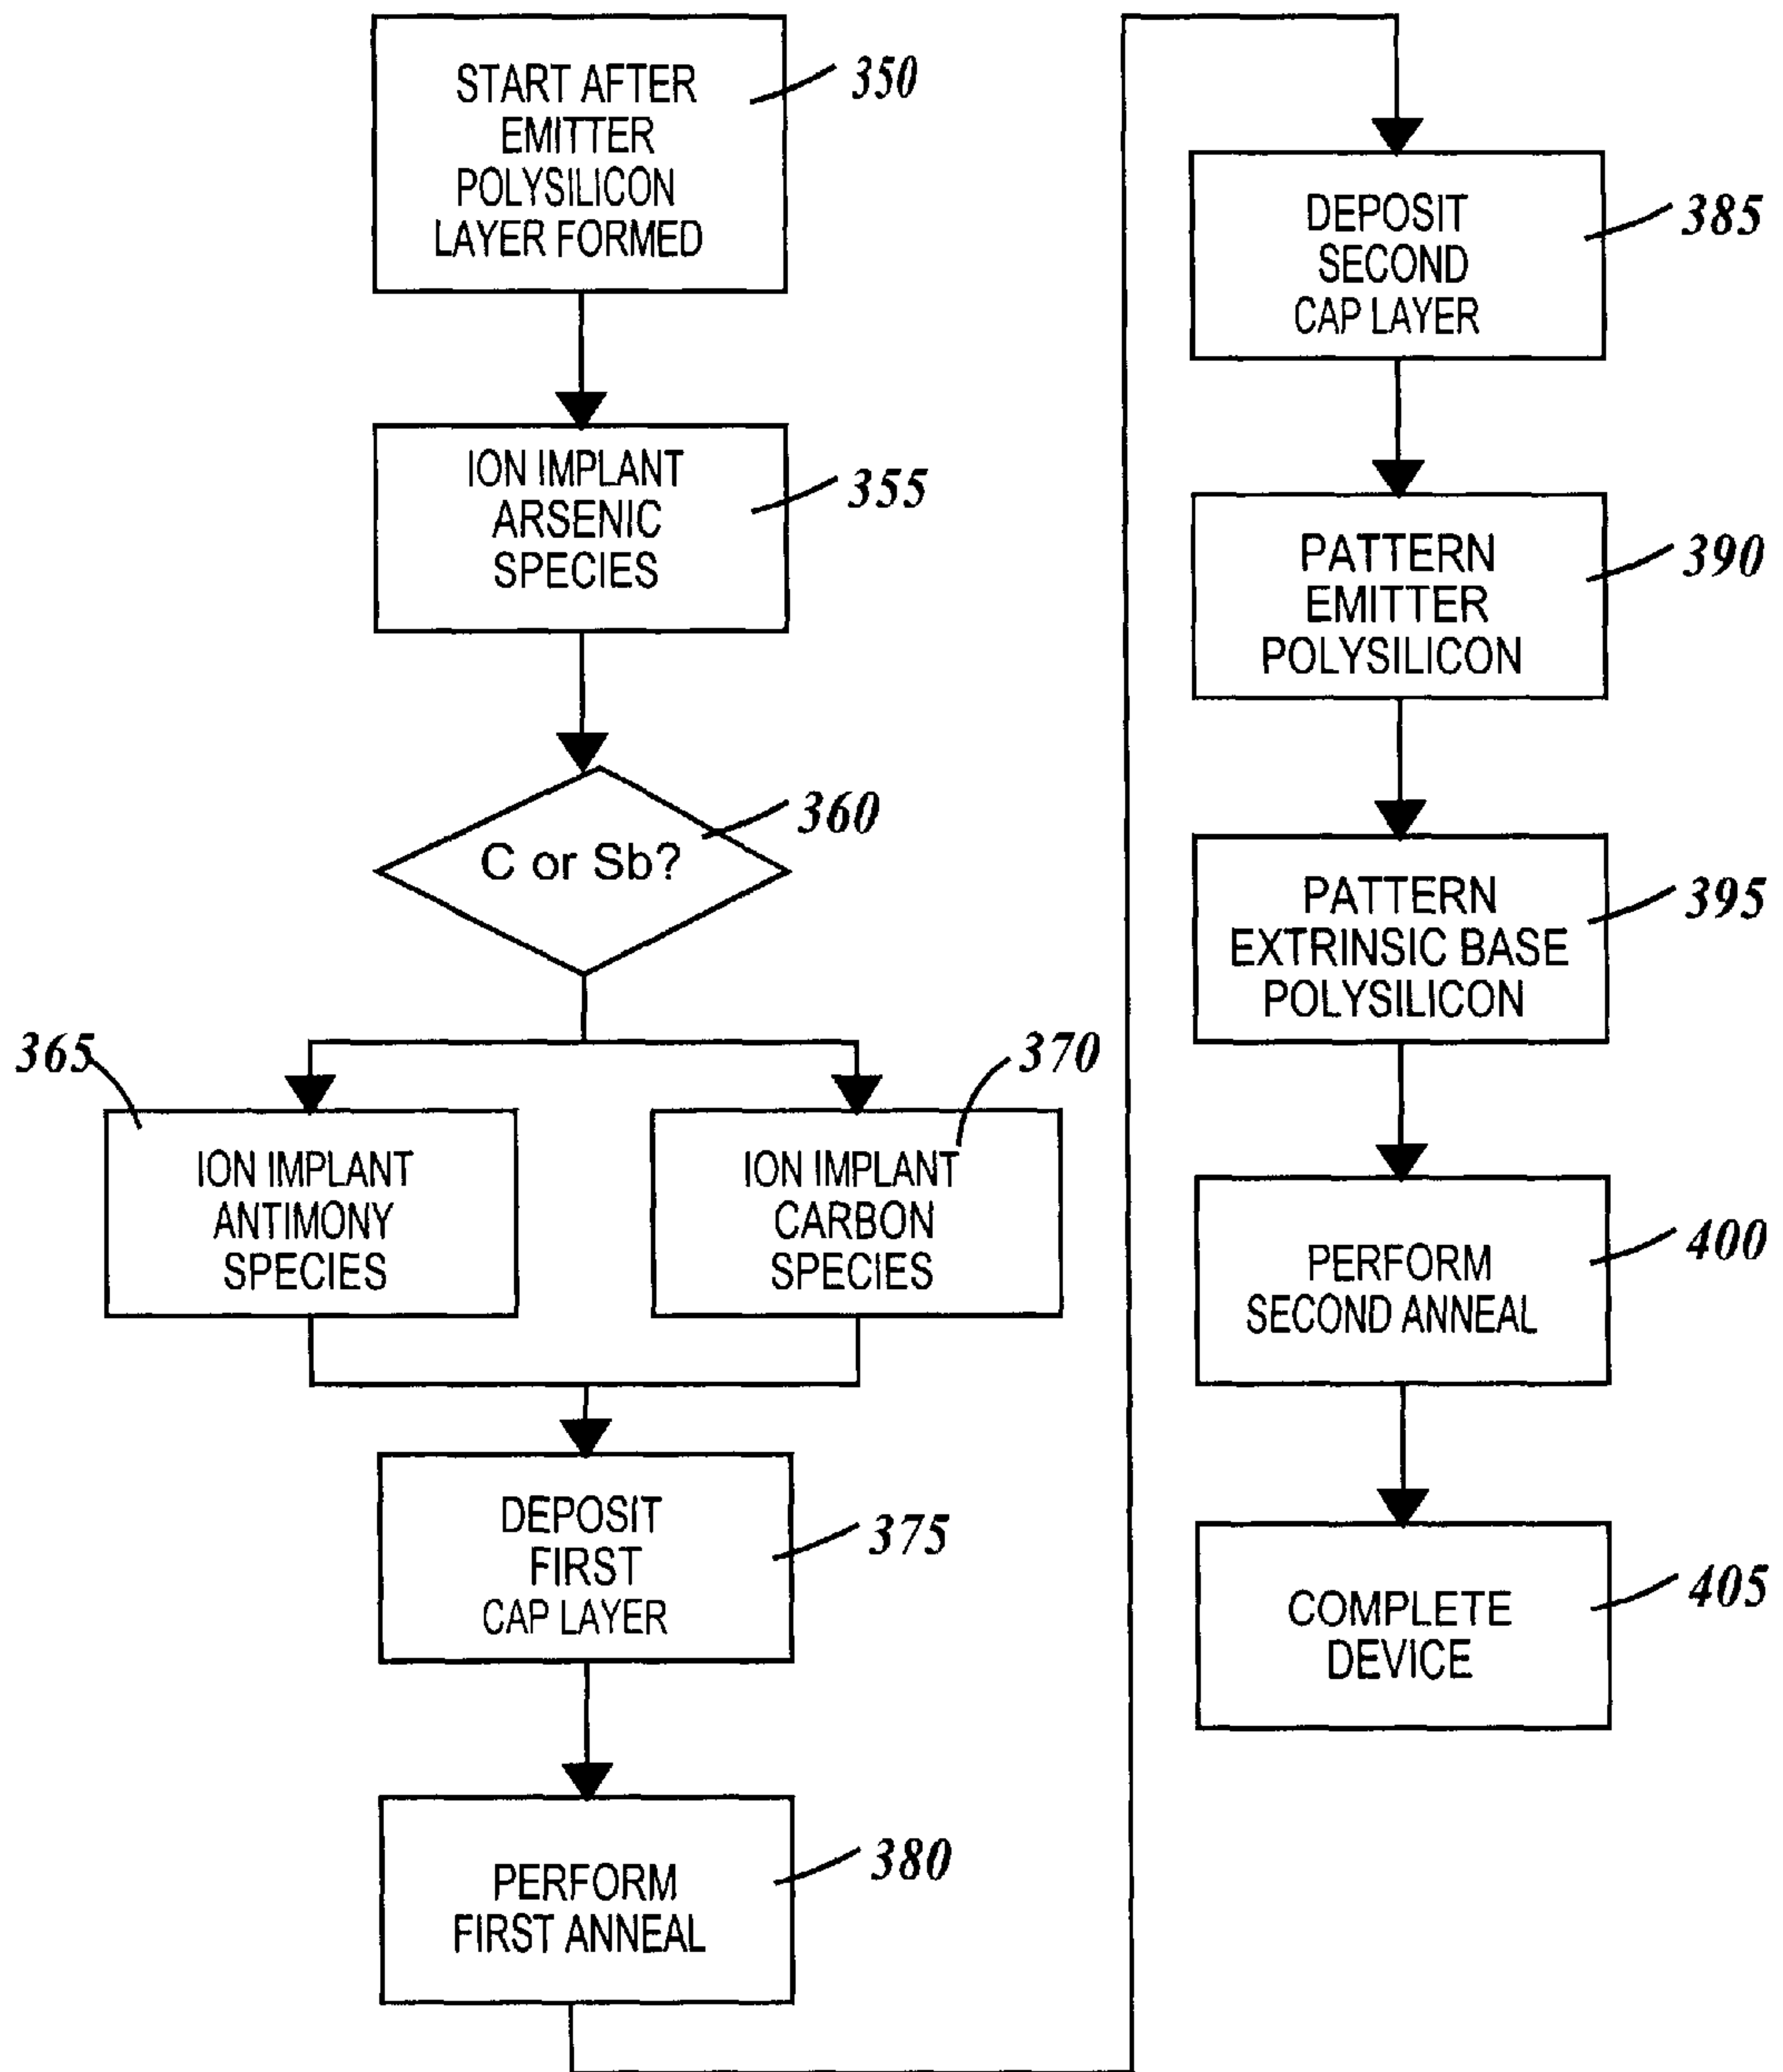 START AFTER
EMITTER
POLYSILICON
LAYER FORMED
350
ION IMPLANT
ARSENIC
SPECIES
355
C or Sb?
360
365
ION IMPLANT
ANTIMONY
SPECIES
370
ION IMPLANT
CARBON
SPECIES
DEPOSIT
FIRST
CAP LAYER
375
PERFORM
FIRST ANNEAL
380
DEPOSIT
SECOND
CAP LAYER
385
PATTERN
EMITTER
POLYSILICON
390
PATTERN
EXTRINSIC BASE
POLYSILICON
395
PERFORM
SECOND ANNEAL
400
COMPLETE
DEVICE
405